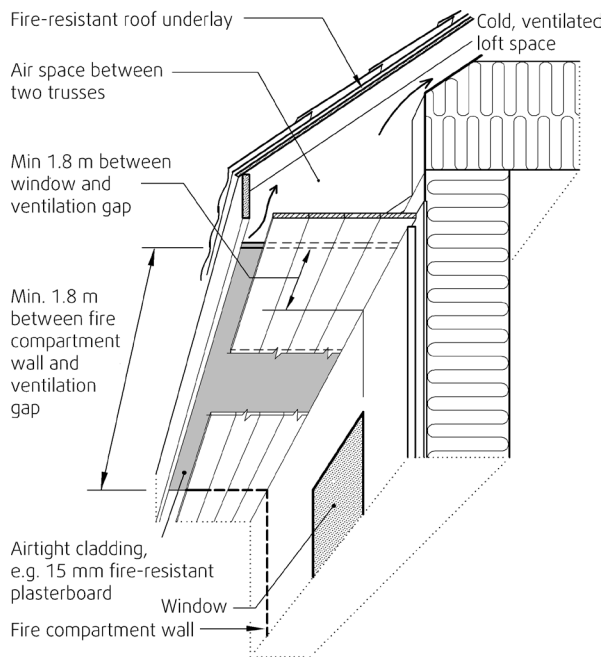 Fire-resistant roof underlay
Cold, ventilated
loft space
Air space between
two trusses
Min 1.8 m between
window and
ventilation gap
Min. 1.8 m
between fire
compartment
wall and
ventilation
gap
Airtight cladding,
e.g. 15 mm fire-resistant
plasterboard
Window
Fire compartment wall